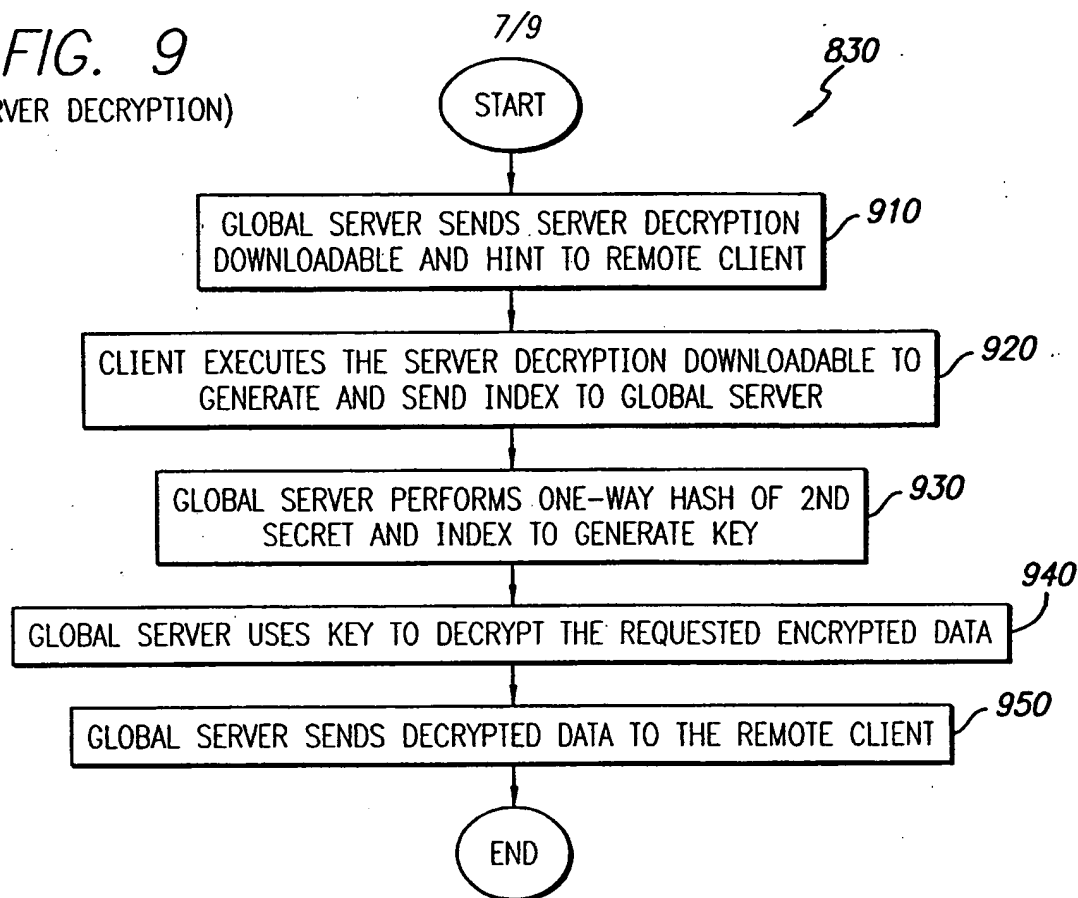 FIG. 9
7/9
830
RVER DECRYPTION)
START
GLOBAL SERVER SENDS SERVER DECRYPTION
DOWNLOADABLE AND HINT TO REMOTE CLIENT
910
CLIENT EXECUTES THE SERVER DECRYPTION DOWNLOADABLE TO
GENERATE AND SEND INDEX TO GLOBAL SERVER
920
GLOBAL SERVER PERFORMS ONE-WAY HASH OF 2ND
SECRET AND INDEX TO GENERATE KEY
930
940
GLOBAL SERVER USES KEY TO DECRYPT THE REQUESTED ENCRYPTED DATA
950
GLOBAL SERVER SENDS DECRYPTED DATA TO THE REMOTE CLIENT
END